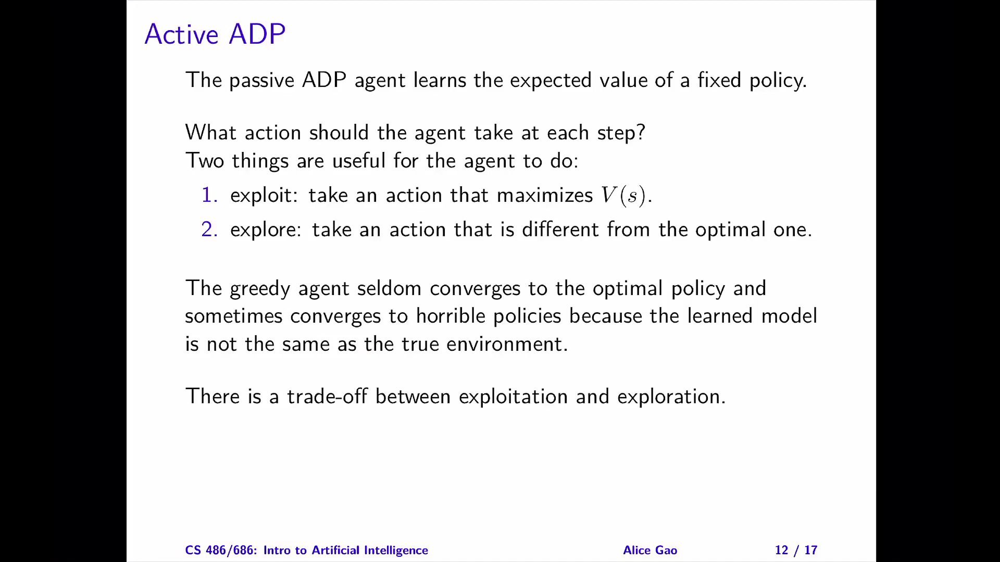 Active ADP
The passive ADP agent learns the expected value of a fixed policy.
What action should the agent take at each step?
Two things are useful for the agent to do:
1. exploit: take an action that maximizes V(s).
2. explore: take an action that is different from the optimal one.
The greedy agent seldom converges to the optimal policy and
sometimes converges to horrible policies because the learned model
is not the same as the true environment.
There is a trade-off between exploitation and exploration.
CS 486/686: Intro to Artificial Intelligence Alice Gao 12 / 17